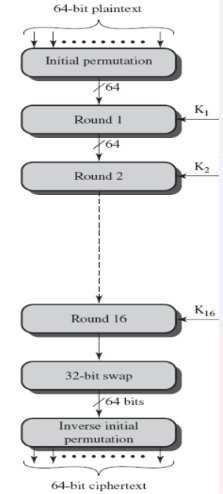 64-bit plaintext
Initial permutation
64
Round 1
K1
64
Round 2
K2
Round 16
K16
32-bit swap
64 bits
Inverse initial
permutation
64-bit ciphertext